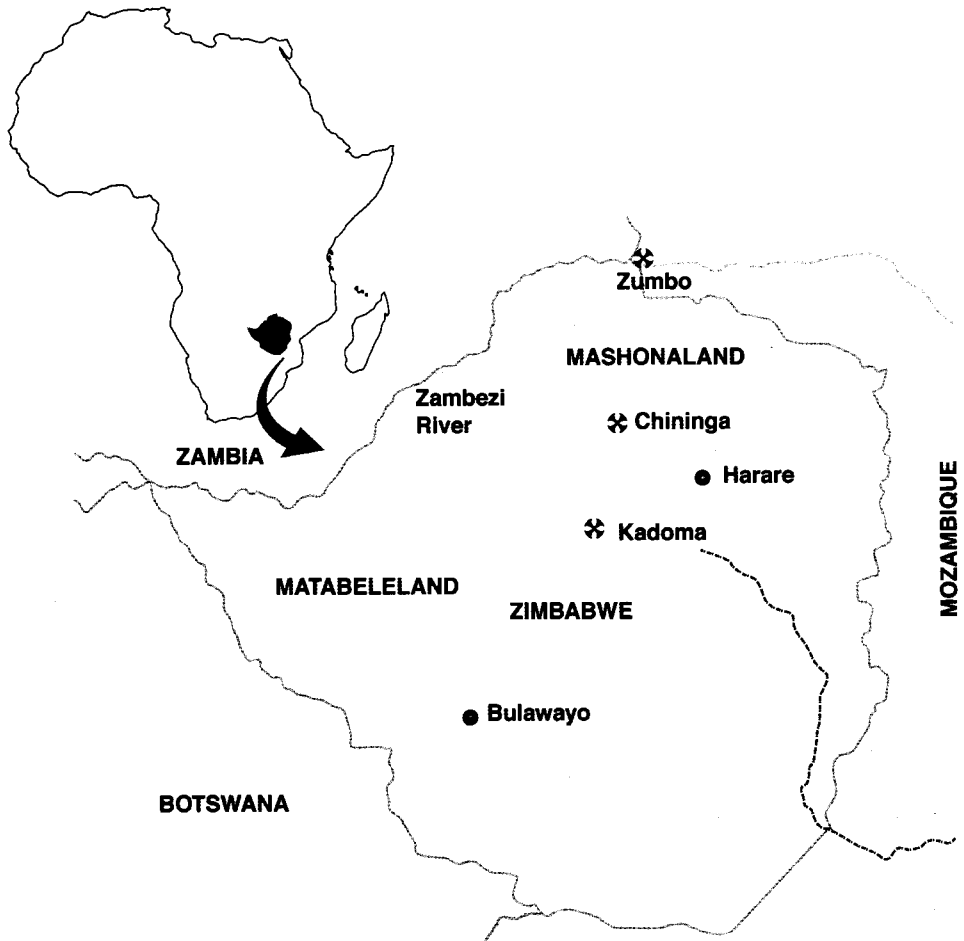 Zumbo
MASHONALAND
Zambezi
River
Chininga
ZAMBIA
Harare
Kadoma
MOZAMBIQUE
MATABELELAND
ZIMBABWE
Bulawayo
BOTSWANA